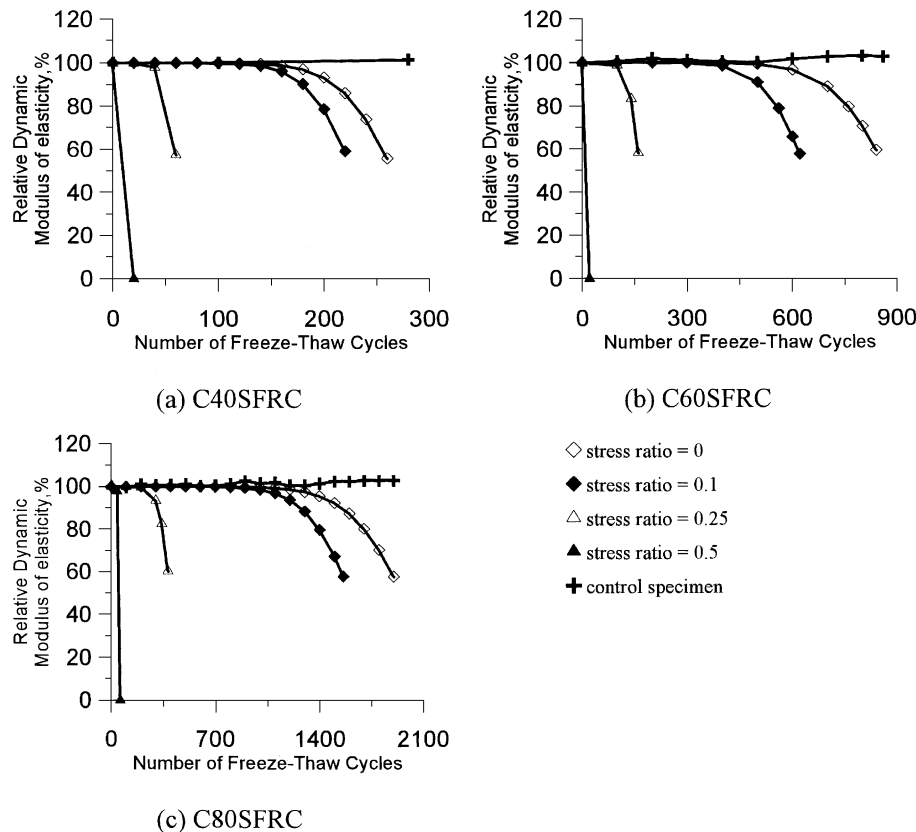 120
100
80
60
40
20
0
Relative Dynamic
Modulus of elasticity,%
0 100 200 300
Number of Freeze-Thaw Cycles
(a) C40SFRC
120
100
80
60
40
20
0
Relative Dynamic
Modulus of elasticity,%
0 300 600 900
Number of Freeze-Thaw Cycles
(b) C60SFRC
120
100
80
60
40
20
0
Relative Dynamic
Modulus of elasticity,%
0 700 1400 2100
Number of Freeze-Thaw Cycles
(c) C80SFRC
stress ratio = 0
stress ratio = 0.1
stress ratio = 0.25
stress ratio = 0.5
control specimen